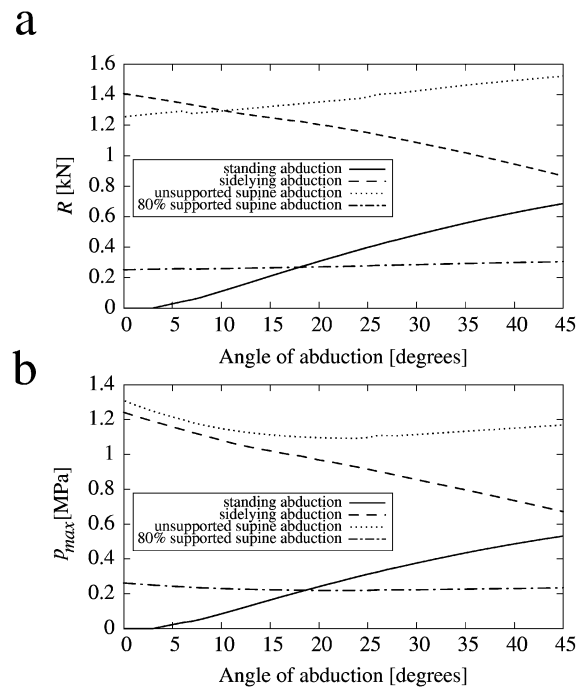 a
1.6
1.4
1.2
1
0.8
0.6
0.4
0.2
0
R [kN]
standing abduction
sidelying abduction
unsupported supine abduction
80% supported supine abduction
0 5 10 15 20 25 30 35 40 45
Angle of abduction [degrees]
b
1.4
1.2
1
0.8
0.6
0.4
0.2
0
pmax[MPa]
standing abduction
sidelying abduction
unsupported supine abduction
80% supported supine abduction
0 5 10 15 20 25 30 35 40 45
Angle of abduction [degrees]